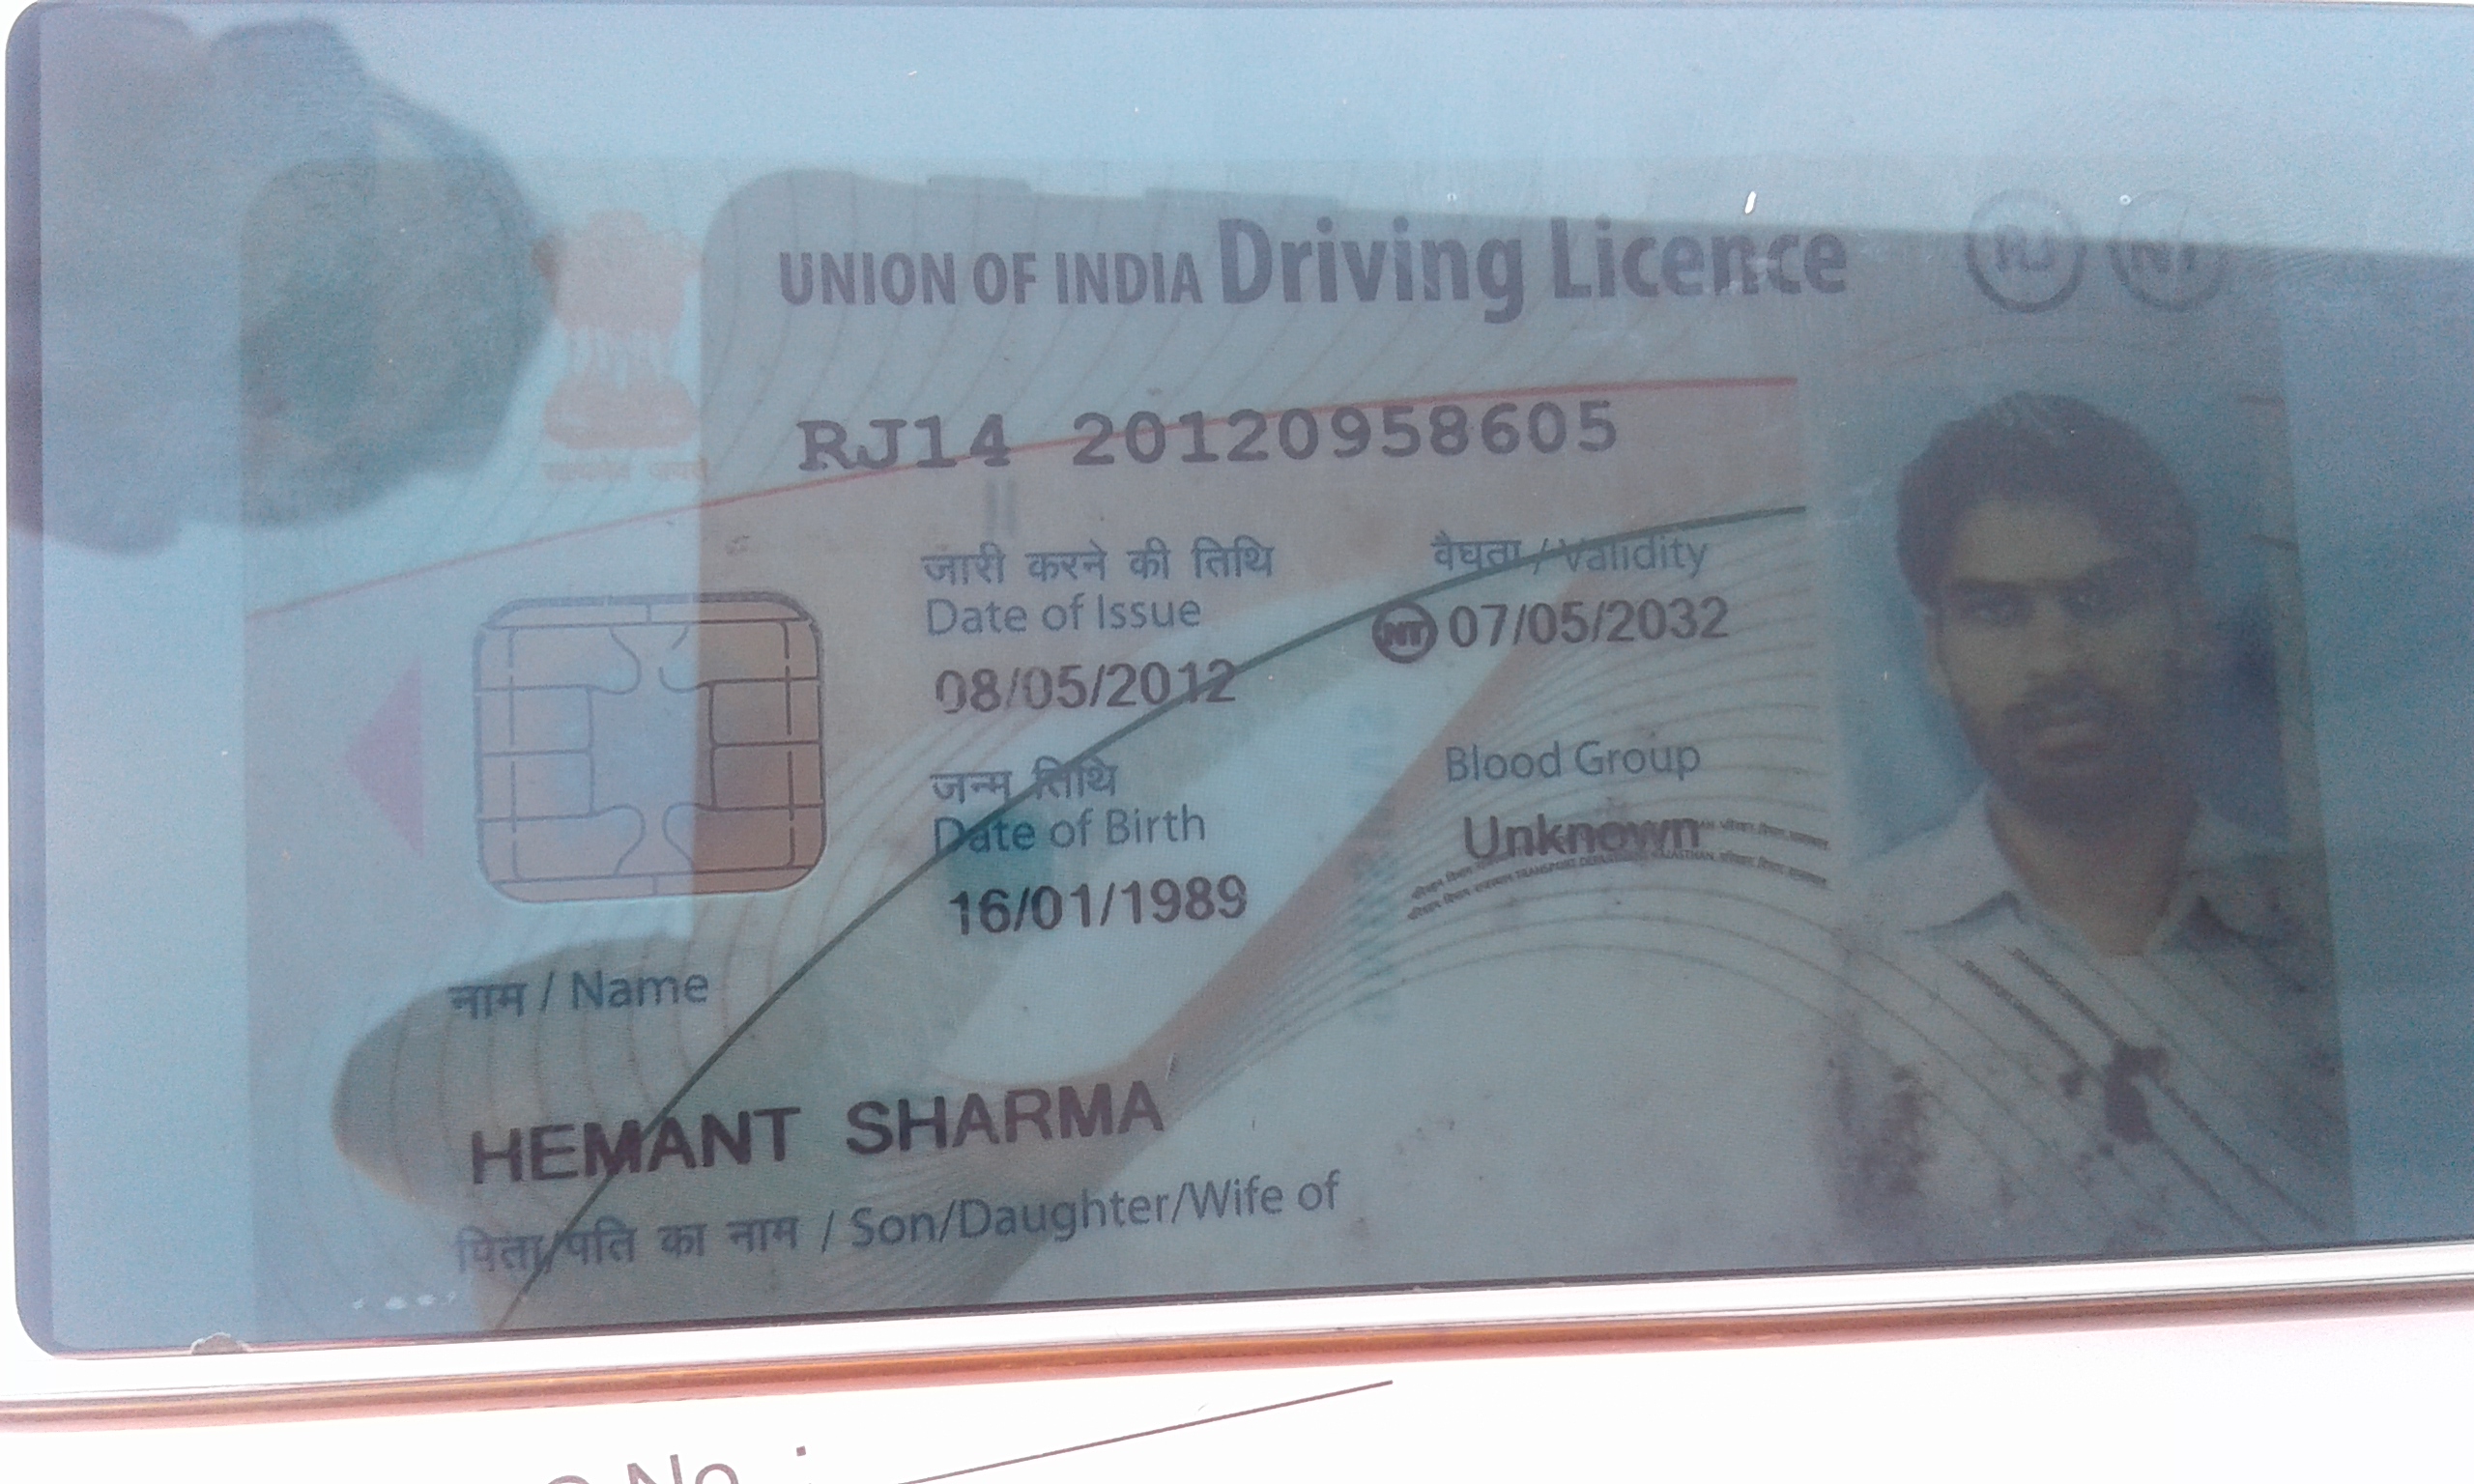 UNION OF INDIA Driving Licence RJ NT
RJ14 20120958605
जारी करने की तिथि
Date of Issue
08/05/2012
वैधता / Validity
NT 07/05/2032
जन्म तिथि
Date of Birth
16/01/1989
Blood Group
Unknown
नाम / Name
HEMANT SHARMA
पिता/पति का नाम / Son/Daughter/Wife of
No :